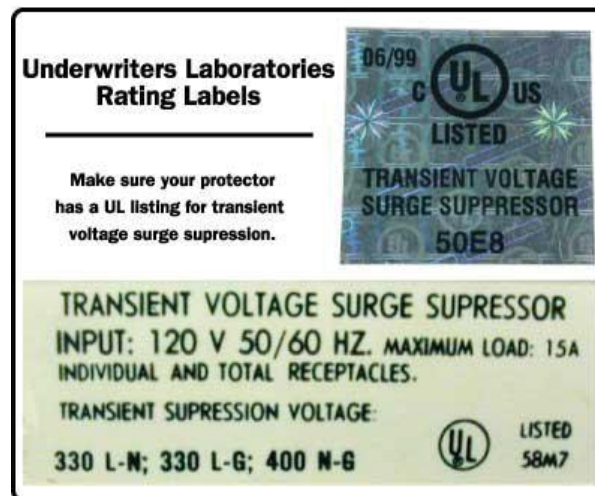 Underwriters Laboratories
Rating Labels
Make sure your protector
has a UL listing for transient
voltage surge supression.
06/99
C UL US
®
LISTED
TRANSIENT VOLTAGE
SURGE SUPPRESSOR
50E8
TRANSIENT VOLTAGE SURGE SUPRESSOR
INPUT: 120 V 50/60 HZ. MAXIMUM LOAD: 15A
INDIVIDUAL AND TOTAL RECEPTACLES.
TRANSIENT SUPRESSION VOLTAGE:
330 L-N; 330 L-G; 400 N-G
UL
LISTED
58M7